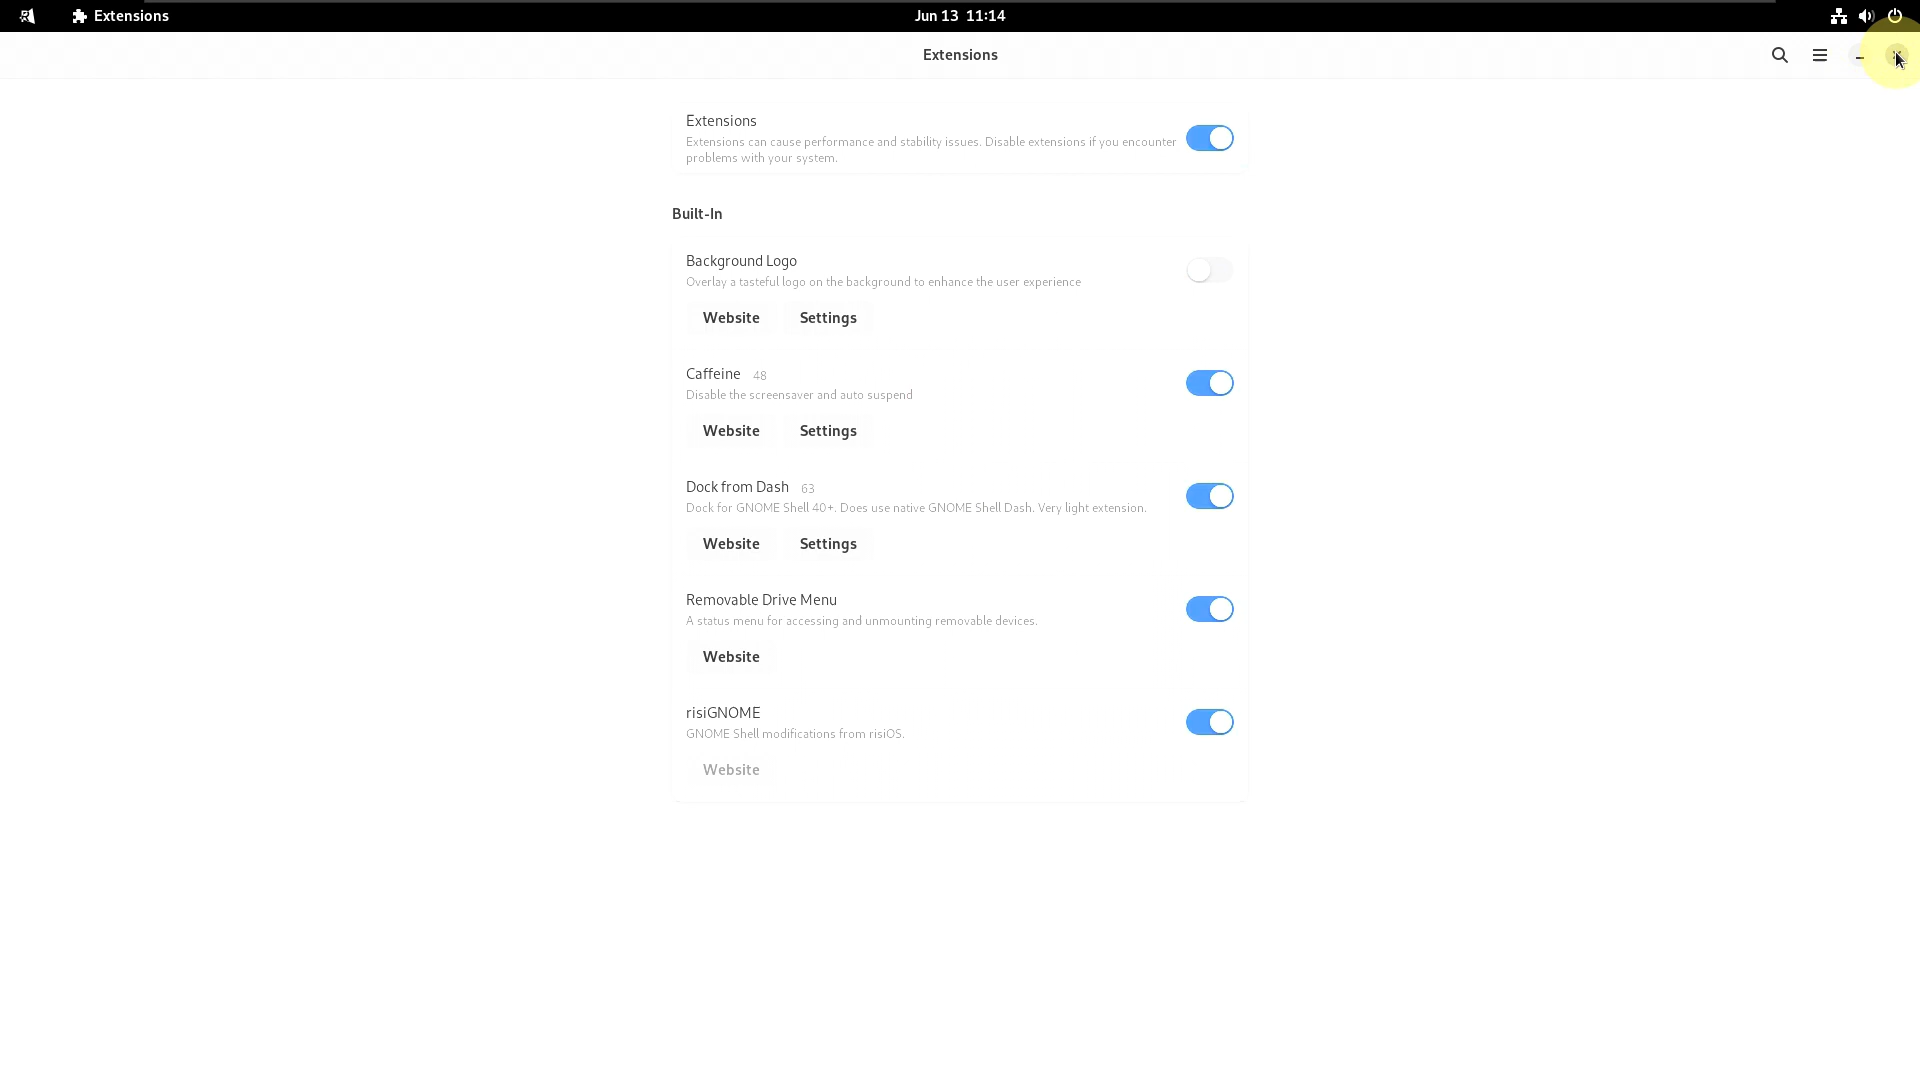 Extensions
Jun 13 11:14
Extensions
Extensions
Extensions can cause performance and stability issues. Disable extensions if you encounter
problems with your system.
Built-In
Background Logo
Overlay a tasteful logo on the background to enhance the user experience
Website Settings
Caffeine 48
Disable the screensaver and auto suspend
Website Settings
Dock from Dash 63
Dock for GNOME Shell 40+. Does use native GNOME Shell Dash. Very light extension.
Website Settings
Removable Drive Menu
A status menu for accessing and unmounting removable devices.
Website
risiGNOME
GNOME Shell modifications from risiOS.
Website